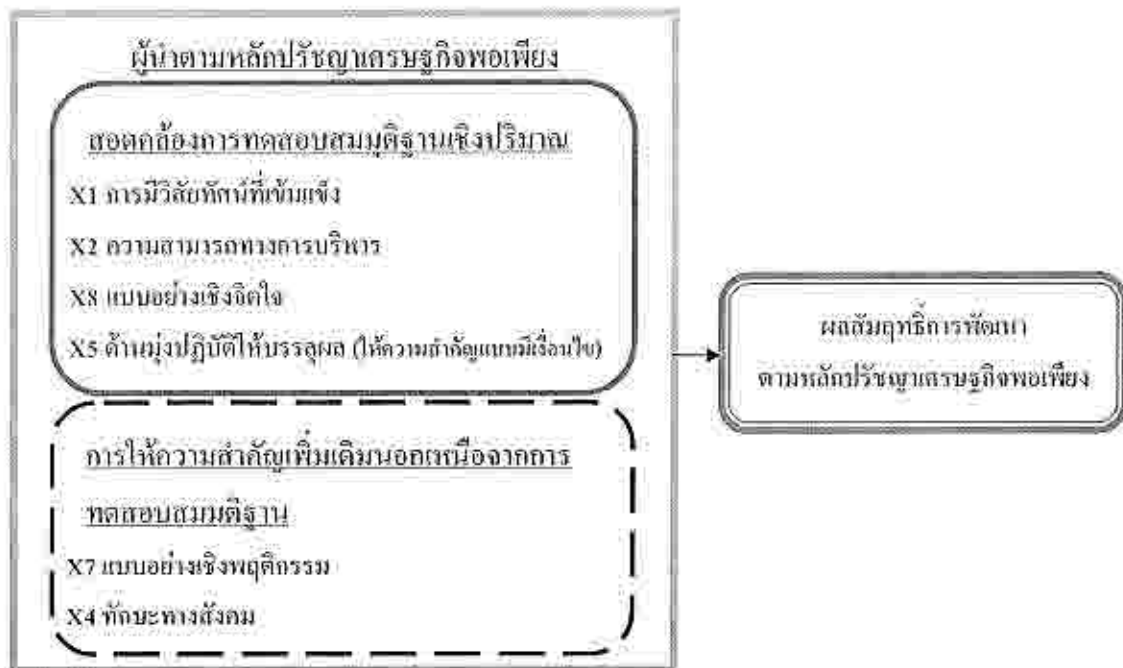 ผู้นำตามหลักปรัชญาเศรษฐกิจพอเพียง
สอดคล้องการทดสอบสมมุติฐานเชิงปริมาณ
X1 การมีวิสัยทัศน์ที่เข้มแข็ง
X2 ความสามารถทางการบริหาร
X8 แบบอย่างเชิงจิตใจ
X5 ด้านมุ่งปฏิบัติให้บรรลุผล (ให้ความสำคัญแบบมีเงื่อนไข)
การให้ความสำคัญเพิ่มเติมนอกเหนือจากการ
ทดสอบสมมติฐาน
X7 แบบอย่างเชิงพฤติกรรม
X4 ทักษะทางสังคม
ผลสัมฤทธิ์การพัฒนา
ตามหลักปรัชญาเศรษฐกิจพอเพียง